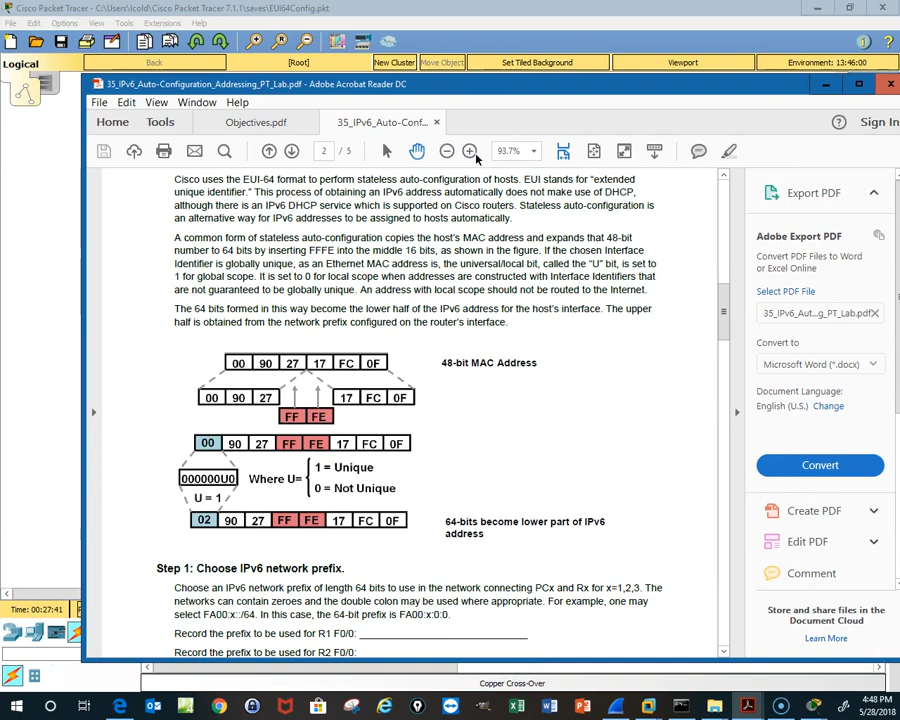 Cisco Packet Tracer - C:\Users\lcold\Cisco Packet Tracer 7.1.1\saves\EUI64Config.pkt
File Edit Options View Tools Extensions Help
Logical Back [Root] New Cluster Move Object Set Tiled Background Viewport Environment: 13:46:00
35_IPv6_Auto-Configuration_Addressing_PT_Lab.pdf - Adobe Acrobat Reader DC
File Edit View Window Help
Home Tools Objectives.pdf 35_IPv6_Auto-Conf... × Sign In
2 / 5 93.7%
Cisco uses the EUI-64 format to perform stateless auto-configuration of hosts. EUI stands for “extended
unique identifier.” This process of obtaining an IPv6 address automatically does not make use of DHCP,
although there is an IPv6 DHCP service which is supported on Cisco routers. Stateless auto-configuration is
an alternative way for IPv6 addresses to be assigned to hosts automatically.
A common form of stateless auto-configuration copies the host’s MAC address and expands that 48-bit
number to 64 bits by inserting FFFE into the middle 16 bits, as shown in the figure. If the chosen Interface
Identifier is globally unique, as an Ethernet MAC address is, the universal/local bit, called the “U” bit, is set to
1 for global scope. It is set to 0 for local scope when addresses are constructed with Interface Identifiers that
are not guaranteed to be globally unique. An address with local scope should not be routed to the Internet.
The 64 bits formed in this way become the lower half of the IPv6 address for the host’s interface. The upper
half is obtained from the network prefix configured on the router’s interface.
00 90 27 17 FC 0F 48-bit MAC Address
00 90 27 17 FC 0F
FF FE
00 90 27 FF FE 17 FC 0F
000000U0 Where U= 1 = Unique
0 = Not Unique
U = 1
02 90 27 FF FE 17 FC 0F 64-bits become lower part of IPv6
address
Step 1: Choose IPv6 network prefix.
Choose an IPv6 network prefix of length 64 bits to use in the network connecting PCx and Rx for x=1,2,3. The
networks can contain zeroes and the double colon may be used where appropriate. For example, one may
select FA00:x::/64. In this case, the 64-bit prefix is FA00:x:0:0.
Record the prefix to be used for R1 F0/0:
Record the prefix to be used for R2 F0/0:
Export PDF
Adobe Export PDF
Convert PDF Files to Word
or Excel Online
Select PDF File
35_IPv6_Aut...g_PT_Lab.pdf ×
Convert to
Microsoft Word (*.docx)
Document Language:
English (U.S.) Change
Convert
Create PDF
Edit PDF
Comment
Store and share files in the
Document Cloud
Learn More
Time: 00:27:41
Copper Cross-Over
4:48 PM
5/28/2018